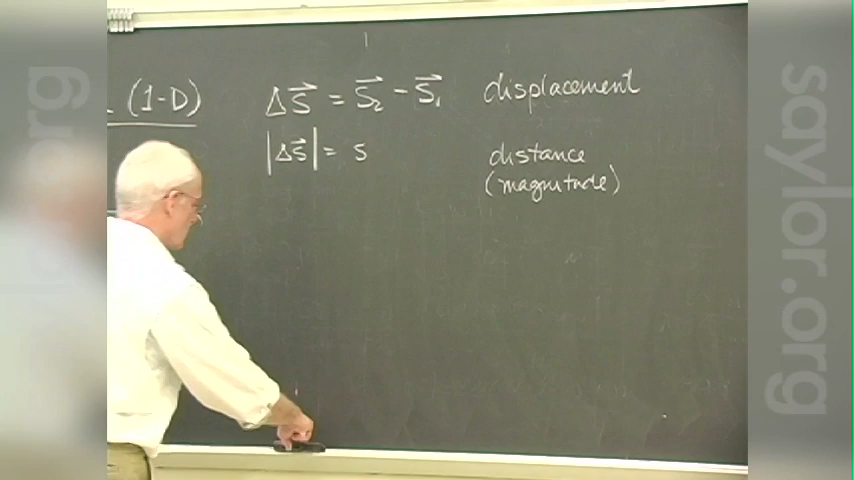 (1-D)
Δs⃗ = s⃗₂ - s⃗₁ displacement
|Δs⃗| = s distance
(magnitude)
saylor.org